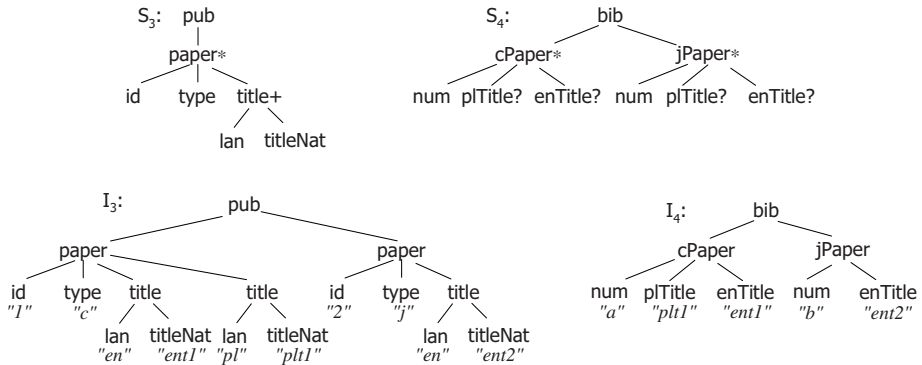 S3: pub S4: bib
paper* cPaper* jPaper*
id type title+ num plTitle? enTitle? num plTitle? enTitle?
lan titleNat
I3: pub I4: bib
paper paper cPaper jPaper
id type title title id type title num plTitle enTitle num enTitle
"1" "c" "2" "j" "a" "plt1" "ent1" "b" "ent2"
lan titleNat lan titleNat lan titleNat
"en" "ent1" "pl" "plt1" "en" "ent2"